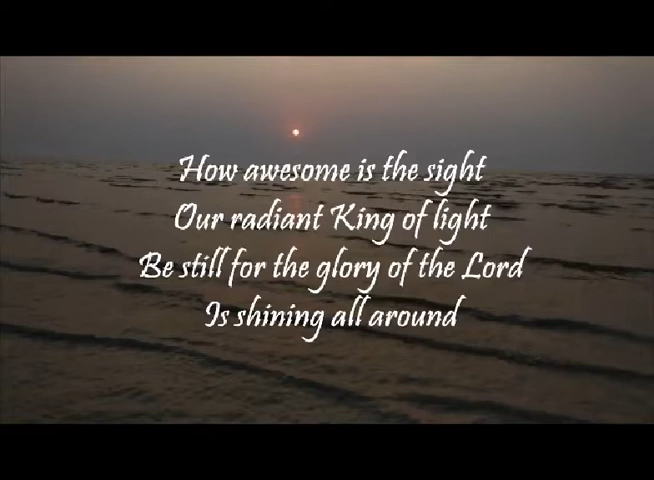 How awesome is the sight
Our radiant King of light
Be still for the glory of the Lord
Is shining all around